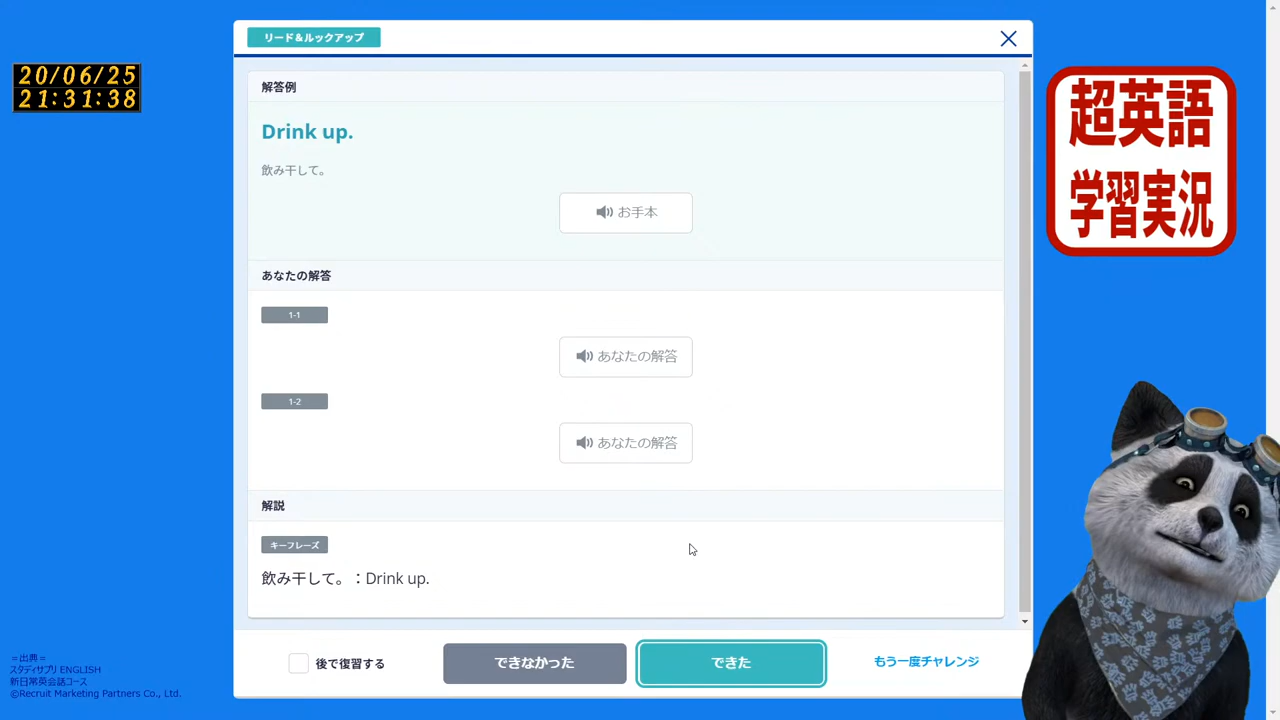 リード＆ルックアップ
20/06/25
21:31:38
解答例
Drink up.
飲み干して。
お手本
あなたの解答
1-1
あなたの解答
1-2
あなたの解答
解説
キーフレーズ
飲み干して。：Drink up.
後で復習する
できなかった
できた
もう一度チャレンジ
超英語
学習実況
＝出典＝
スタディサプリ ENGLISH
新日常英会話コース
©Recruit Marketing Partners Co., Ltd.